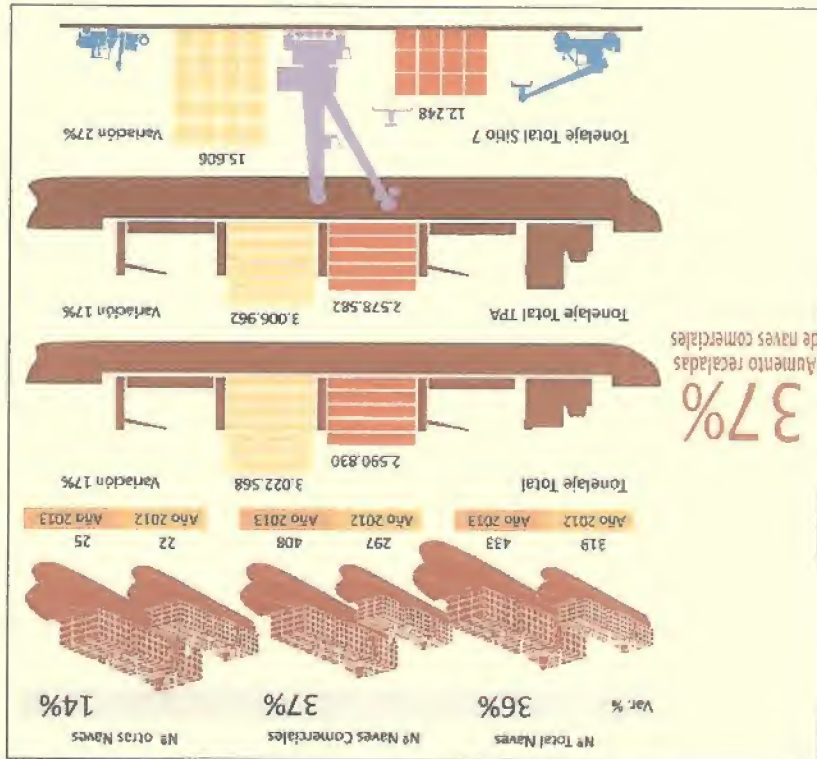 Nº Total Naves
Nº Naves Comerciales
Nº otras Naves
Var. %
36%
37%
14%
319
433
297
408
22
25
Año 2012
Año 2013
Año 2012
Año 2013
Año 2012
Año 2013
Tonelaje Total
2.590.830
3.022.568
Variación 17%
37%
Aumento recaladas
de naves comerciales
Tonelaje Total TPA
2.578.582
3.006.962
Variación 17%
Tonelaje Total Sitio 7
12.248
15.606
Variación 27%